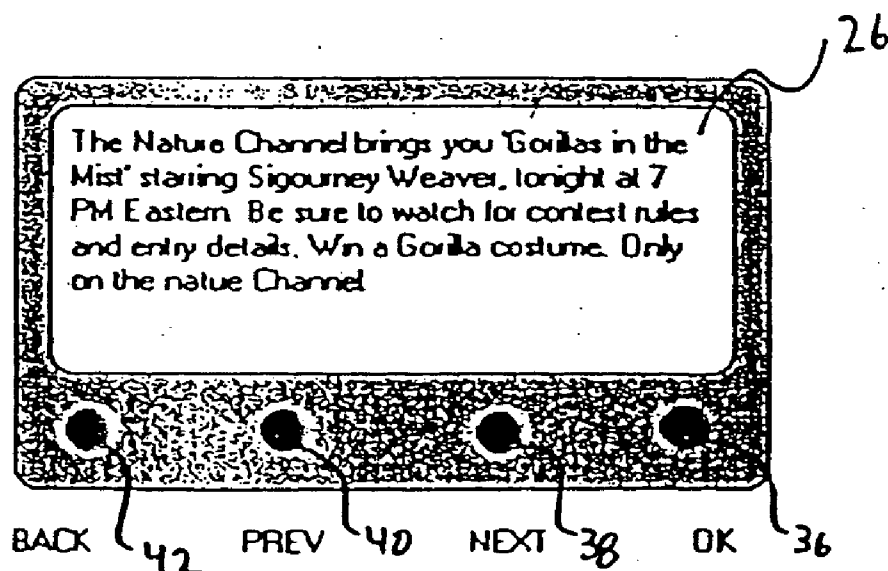 26
The Nature Channel brings you 'Gorillas in the
Mist' starring Sigourney Weaver, tonight at 7
PM Eastern. Be sure to watch for contest rules
and entry details. Win a Gorilla costume. Only
on the natue Channel
BACK 42 PREV 40 NEXT 38 OK 36